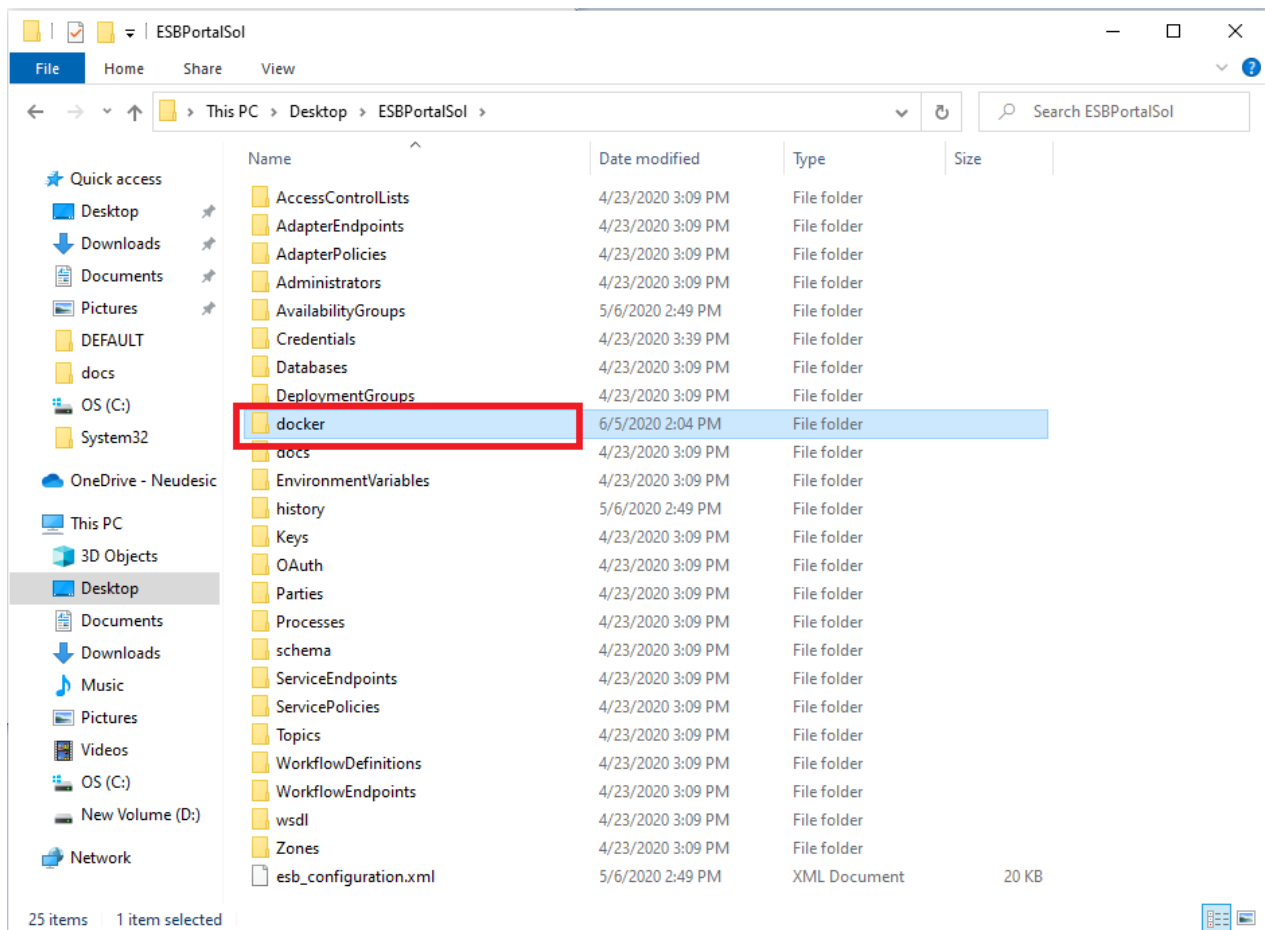 ESBPortalSol
File Home Share View
This PC > Desktop > ESBPortalSol >
Search ESBPortalSol
Name Date modified Type Size
Quick access
Desktop
Downloads
Documents
Pictures
DEFAULT
docs
OS (C:)
System32
OneDrive - Neudesic
This PC
3D Objects
Desktop
Documents
Downloads
Music
Pictures
Videos
OS (C:)
New Volume (D:)
Network
AccessControlLists 4/23/2020 3:09 PM File folder
AdapterEndpoints 4/23/2020 3:09 PM File folder
AdapterPolicies 4/23/2020 3:09 PM File folder
Administrators 4/23/2020 3:09 PM File folder
AvailabilityGroups 5/6/2020 2:49 PM File folder
Credentials 4/23/2020 3:39 PM File folder
Databases 4/23/2020 3:09 PM File folder
DeploymentGroups 4/23/2020 3:09 PM File folder
docker 6/5/2020 2:04 PM File folder
docs 4/23/2020 3:09 PM File folder
EnvironmentVariables 4/23/2020 3:09 PM File folder
history 5/6/2020 2:49 PM File folder
Keys 4/23/2020 3:09 PM File folder
OAuth 4/23/2020 3:09 PM File folder
Parties 4/23/2020 3:09 PM File folder
Processes 4/23/2020 3:09 PM File folder
schema 4/23/2020 3:09 PM File folder
ServiceEndpoints 4/23/2020 3:09 PM File folder
ServicePolicies 4/23/2020 3:09 PM File folder
Topics 4/23/2020 3:09 PM File folder
WorkflowDefinitions 4/23/2020 3:09 PM File folder
WorkflowEndpoints 4/23/2020 3:09 PM File folder
wsdl 4/23/2020 3:09 PM File folder
Zones 4/23/2020 3:09 PM File folder
esb_configuration.xml 5/6/2020 2:49 PM XML Document 20 KB
25 items 1 item selected